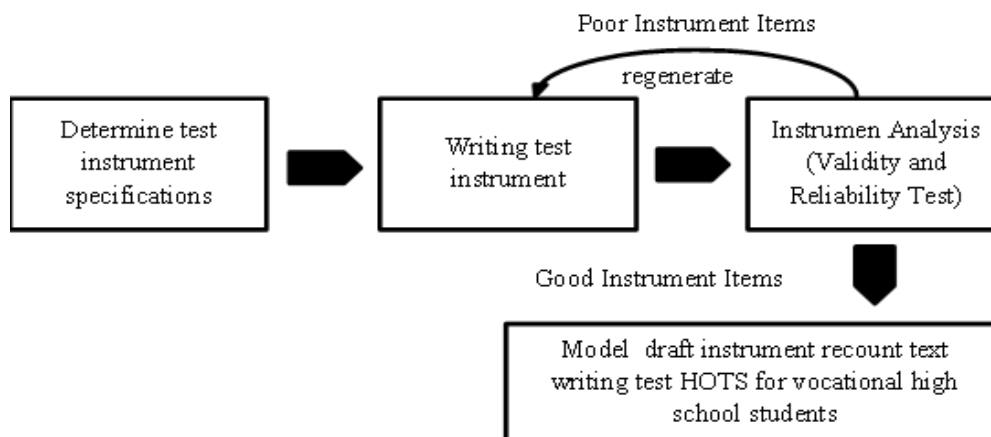 Poor Instrument Items
regenerate
Determine test
instrument
specifications
Writing test
instrument
Instrumen Analysis
(Validity and
Reliability Test)
Good Instrument Items
Model draft instrument recount text
writing test HOTS for vocational high
school students